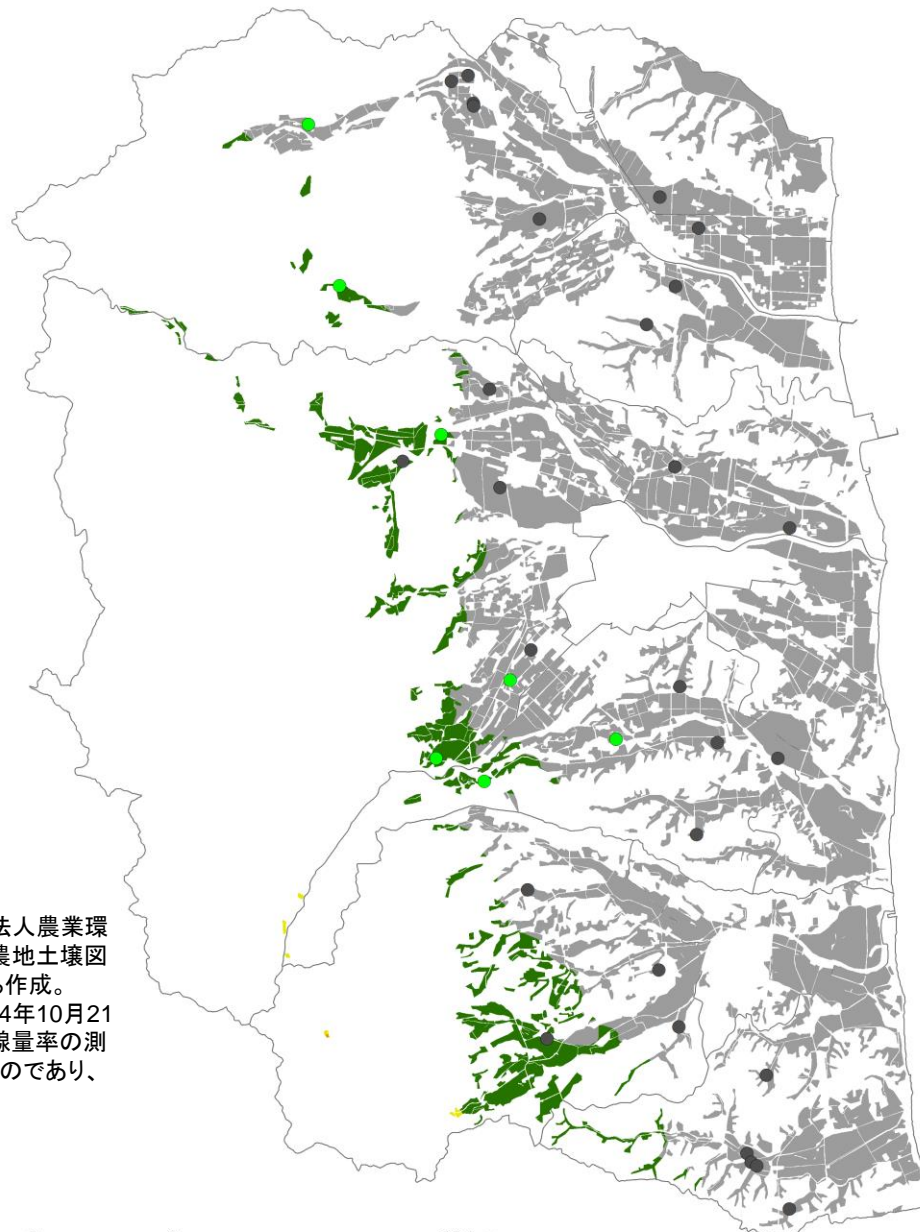 法人農業環
農地土壌図
ら作成。
4年10月21
線量率の測
のであり、